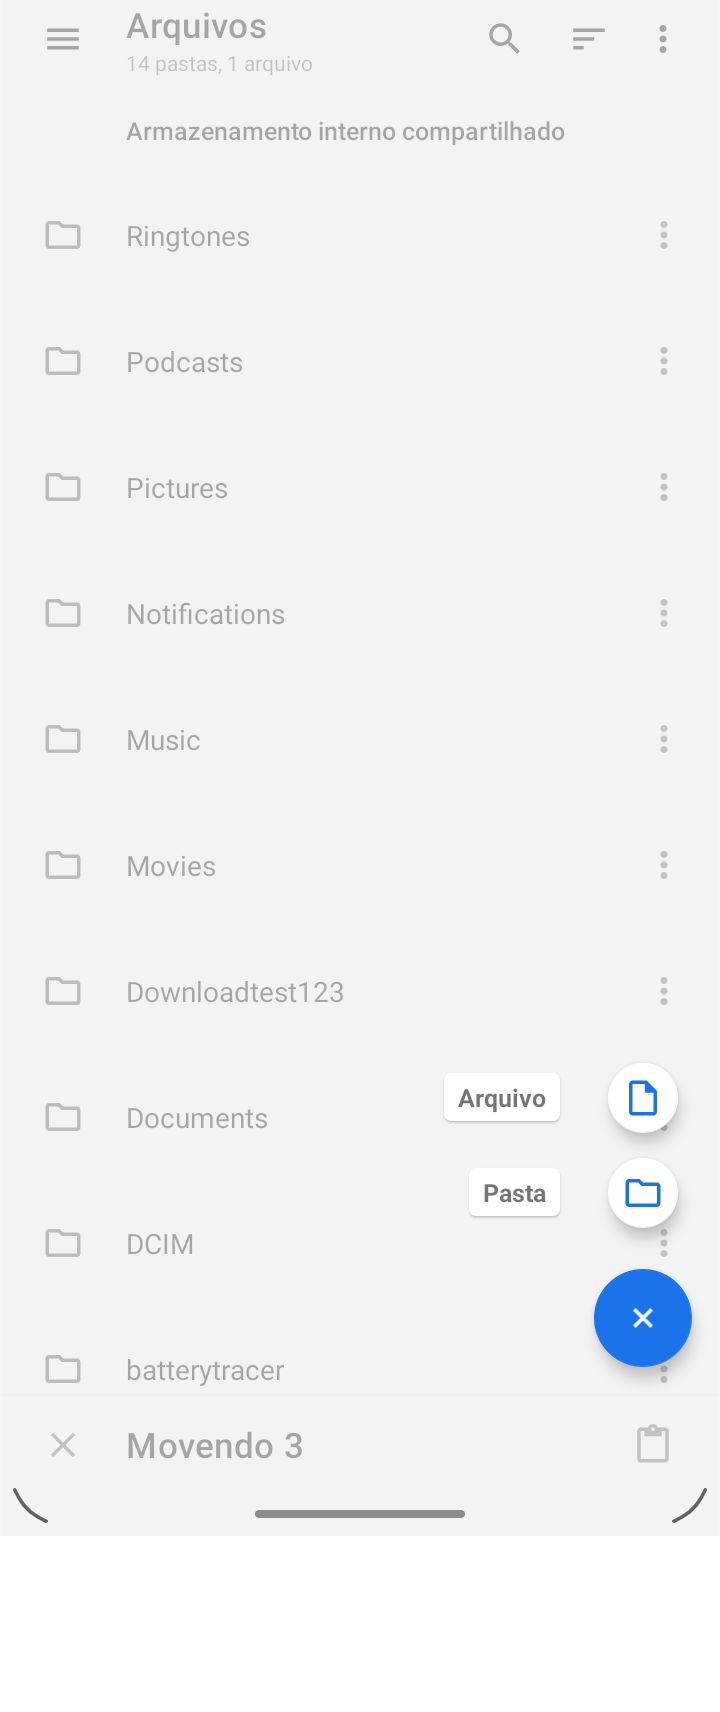 Arquivos
14 pastas, 1 arquivo
Armazenamento interno compartilhado
Ringtones
Podcasts
Pictures
Notifications
Music
Movies
Downloadtest123
Arquivo
Documents
Pasta
DCIM
batterytracer
Movendo 3